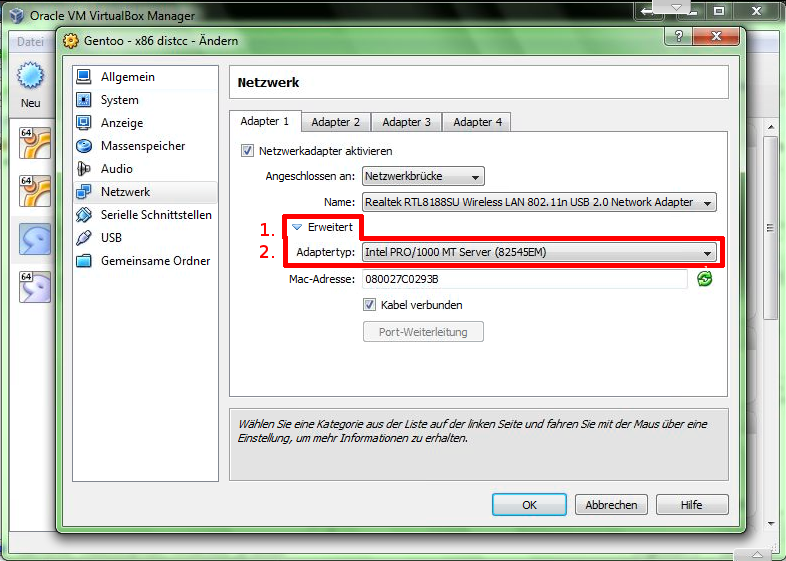 Oracle VM VirtualBox Manager
Datei
Gentoo - x86 distcc - Ändern
?
Neu
64
64
64
Allgemein
System
Anzeige
Massenspeicher
Audio
Netzwerk
Serielle Schnittstellen
USB
Gemeinsame Ordner
Netzwerk
Adapter 1 Adapter 2 Adapter 3 Adapter 4
Netzwerkadapter aktivieren
Angeschlossen an: Netzwerkbrücke
Name: Realtek RTL8188SU Wireless LAN 802.11n USB 2.0 Network Adapter
1. Erweitert
2. Adaptertyp: Intel PRO/1000 MT Server (82545EM)
Mac-Adresse: 080027C0293B
Kabel verbunden
Port-Weiterleitung
Wählen Sie eine Kategorie aus der Liste auf der linken Seite und fahren Sie mit der Maus über eine
Einstellung, um mehr Informationen zu erhalten.
OK Abbrechen Hilfe